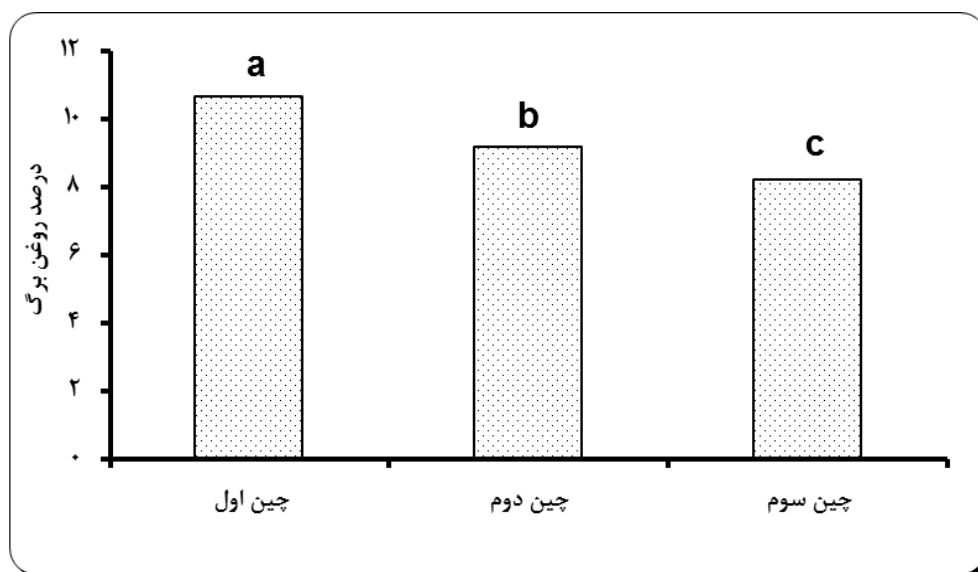 درصد روغن برگ
۱۲
۱۰
۸
۶
۴
۲
۰
a
b
c
چین اول
چین دوم
چین سوم